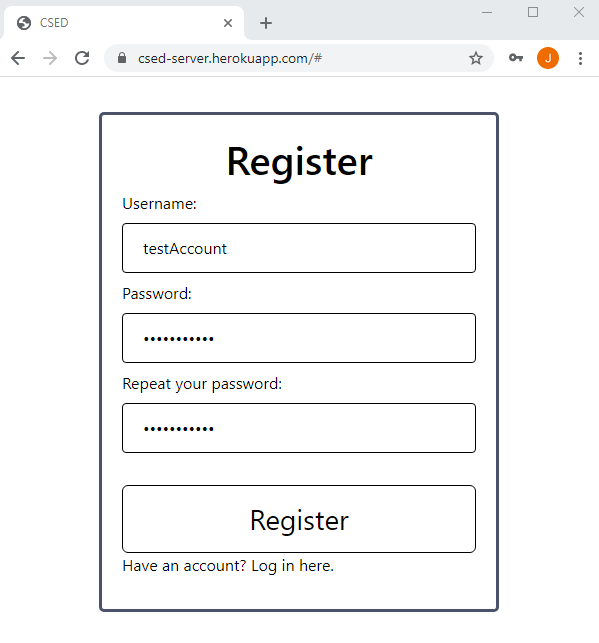 CSED
csed-server.herokuapp.com/#
J
Register
Username:
testAccount
Password:
•••••••••••
Repeat your password:
•••••••••••
Register
Have an account? Log in here.